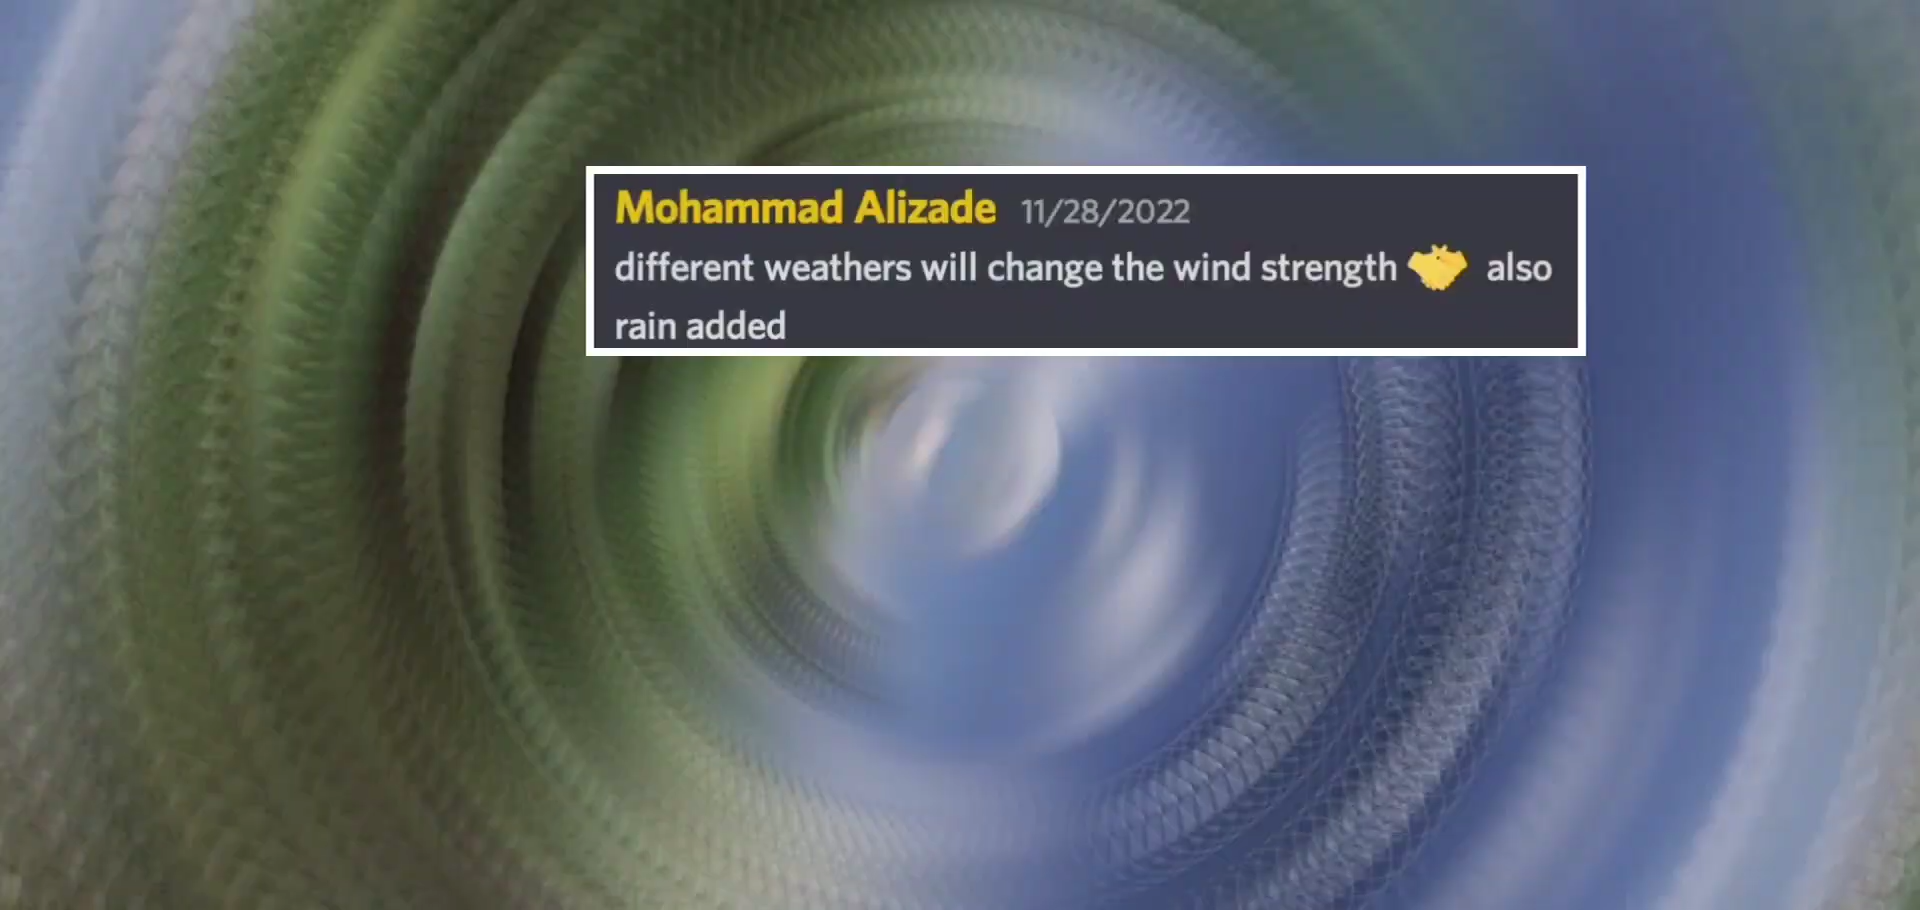 Mohammad Alizade 11/28/2022
different weathers will change the wind strength 🤝 also
rain added